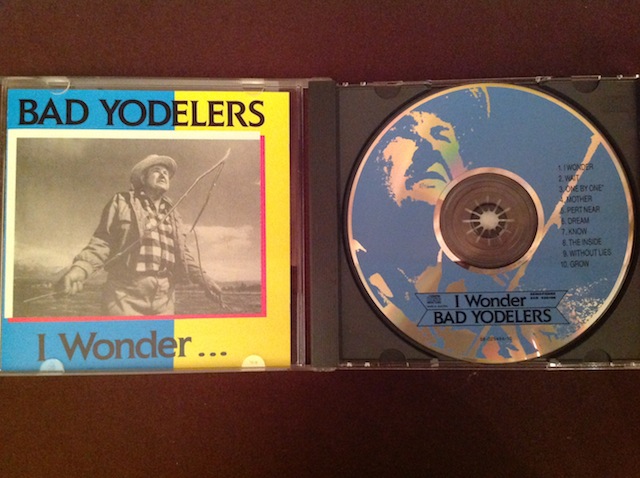 BAD YODELERS
I Wonder...
1. I WONDER
2. WAIT
3. ONE BY ONE*
4. MOTHER
5. PERT NEAR
6. DREAM
7. KNOW
8. THE INSIDE
9. WITHOUT LIES
10. GROW
I Wonder
BAD YODELERS